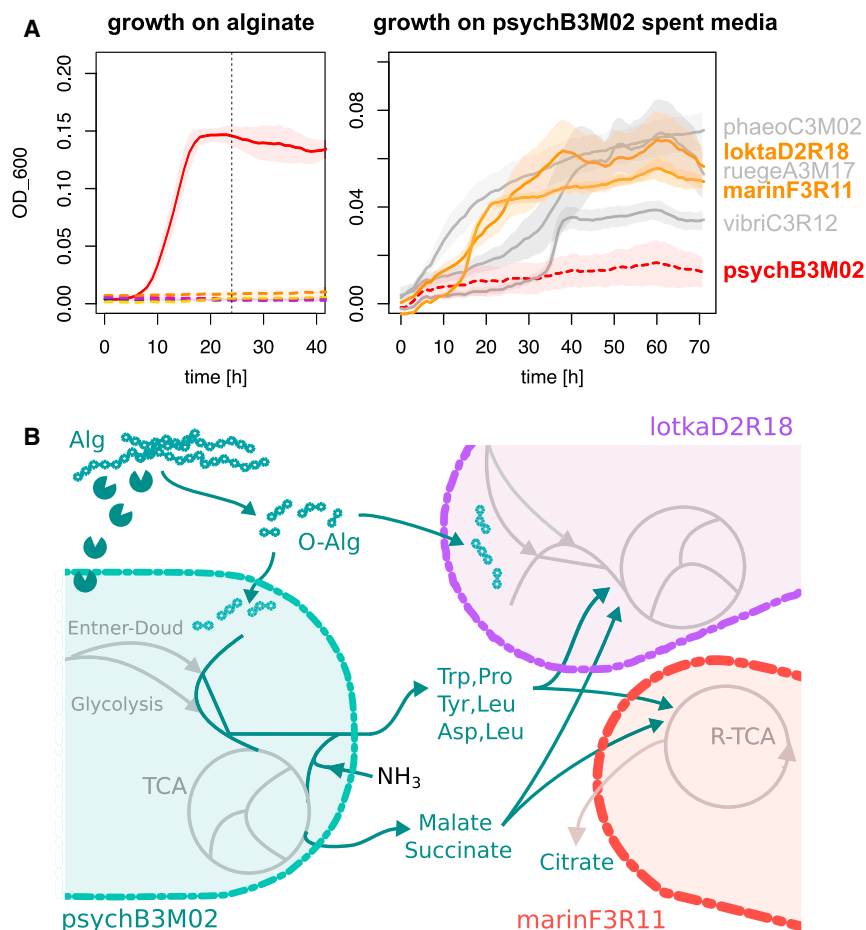 A
growth on alginate
growth on psychB3M02 spent media
OD_600
0.20
0.15
0.10
0.05
0.00
0
10
20
30
40
time [h]
0.08
0.04
0.00
0
10
20
30
40
50
60
70
time [h]
phaeoC3M02
loktaD2R18
ruegeA3M17
marinF3R11
vibriC3R12
psychB3M02
B
Alg
lotkaD2R18
O-Alg
Entner-Doud
Glycolysis
Trp,Pro
Tyr,Leu
Asp,Leu
R-TCA
TCA
NH3
Malate
Succinate
Citrate
psychB3M02
marinF3R11